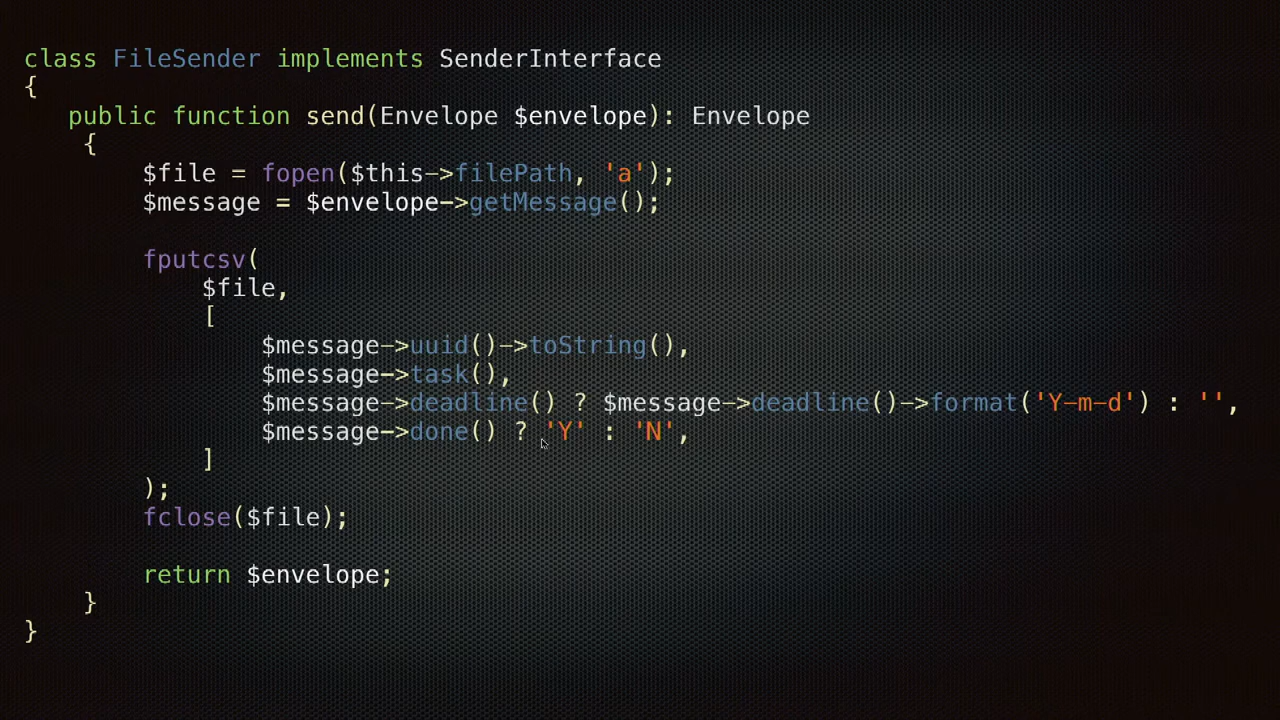 class FileSender implements SenderInterface
{
public function send(Envelope $envelope): Envelope
{
$file = fopen($this->filePath, 'a');
$message = $envelope->getMessage();
fputcsv(
$file,
[
$message->uuid()->toString(),
$message->task(),
$message->deadline() ? $message->deadline()->format('Y-m-d') : '',
$message->done() ? 'Y' : 'N',
]
);
fclose($file);
return $envelope;
}
}